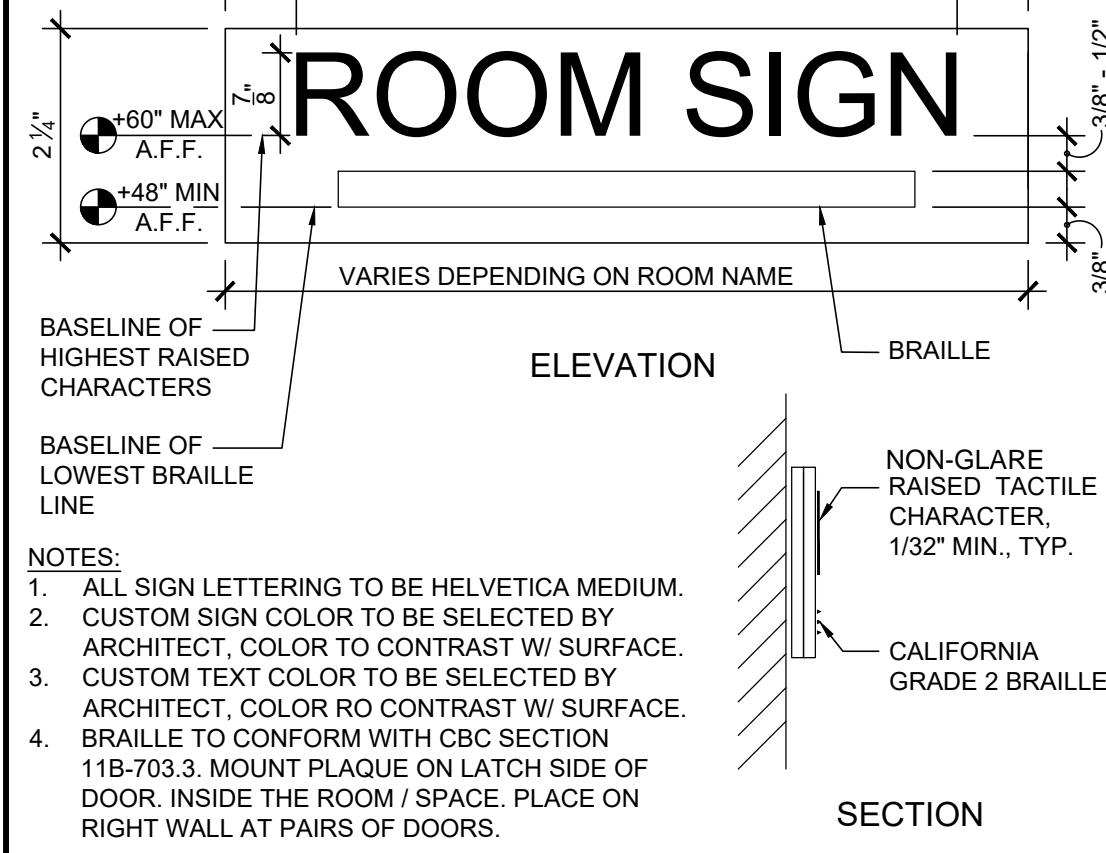 ROOM SIGN
2 1/4"
7/8"
+60" MAX
A.F.F.
+48" MIN
A.F.F.
3/8" - 1/2"
3/8"
VARIES DEPENDING ON ROOM NAME
BASELINE OF
HIGHEST RAISED
CHARACTERS
ELEVATION
BRAILLE
BASELINE OF
LOWEST BRAILLE
LINE
NON-GLARE
RAISED TACTILE
CHARACTER,
1/32" MIN., TYP.
CALIFORNIA
GRADE 2 BRAILLE
SECTION
NOTES:
1. ALL SIGN LETTERING TO BE HELVETICA MEDIUM.
2. CUSTOM SIGN COLOR TO BE SELECTED BY
ARCHITECT, COLOR TO CONTRAST W/ SURFACE.
3. CUSTOM TEXT COLOR TO BE SELECTED BY
ARCHITECT, COLOR RO CONTRAST W/ SURFACE.
4. BRAILLE TO CONFORM WITH CBC SECTION
11B-703.3. MOUNT PLAQUE ON LATCH SIDE OF
DOOR. INSIDE THE ROOM / SPACE. PLACE ON
RIGHT WALL AT PAIRS OF DOORS.